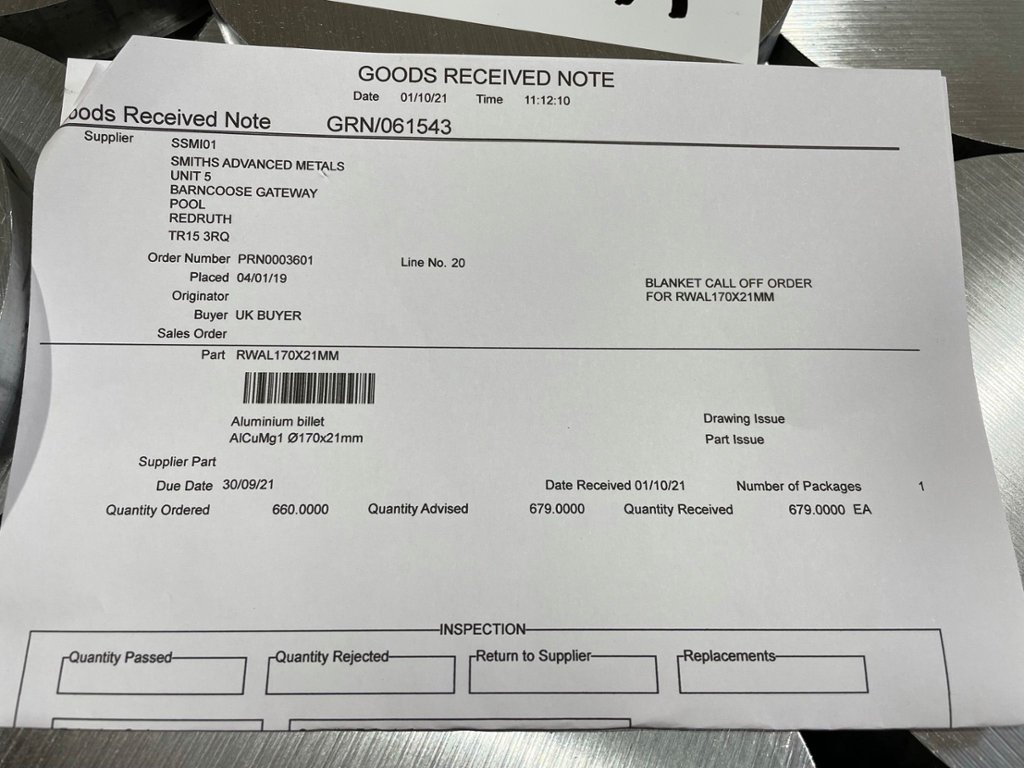 GOODS RECEIVED NOTE
Date 01/10/21 Time 11:12:10
oods Received Note GRN/061543
Supplier SSMI01
SMITHS ADVANCED METALS
UNIT 5
BARNCOOSE GATEWAY
POOL
REDRUTH
TR15 3RQ
Order Number PRN0003601 Line No. 20
Placed 04/01/19
BLANKET CALL OFF ORDER
FOR RWAL170X21MM
Originator
Buyer UK BUYER
Sales Order
Part RWAL170X21MM
Aluminium billet Drawing Issue
AlCuMg1 Ø170x21mm Part Issue
Supplier Part
Due Date 30/09/21 Date Received 01/10/21 Number of Packages 1
Quantity Ordered 660.0000 Quantity Advised 679.0000 Quantity Received 679.0000 EA
INSPECTION
Quantity Passed Quantity Rejected Return to Supplier Replacements